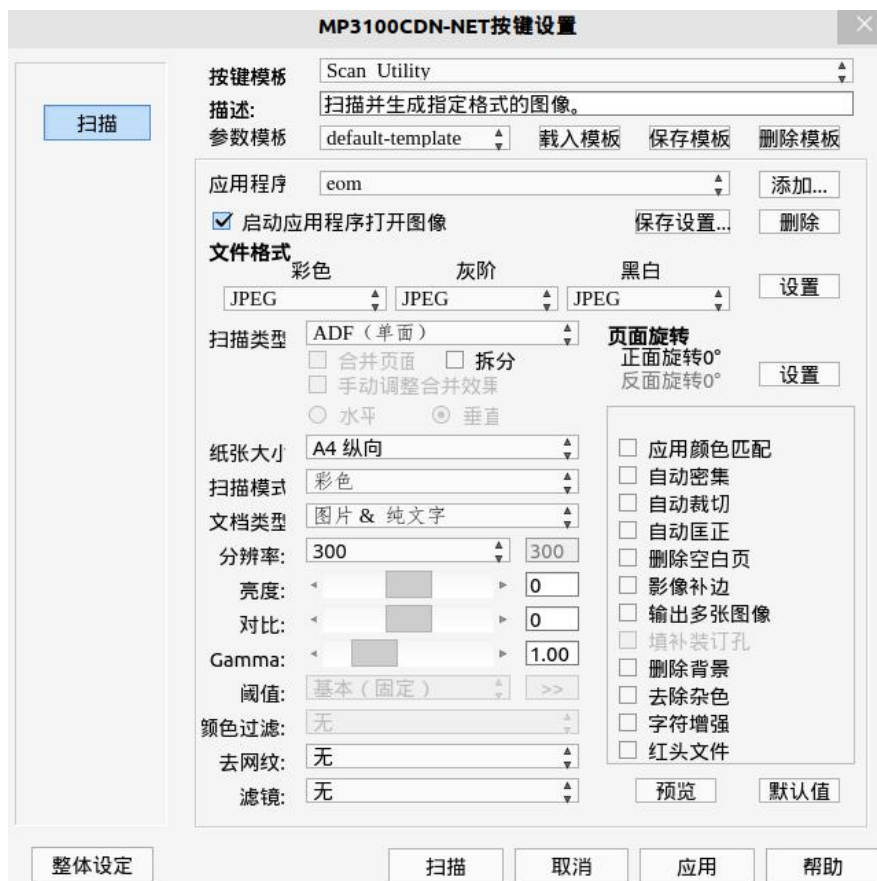 MP3100CDN-NET按键设置
扫描
按键模板 Scan Utility
描述: 扫描并生成指定格式的图像。
参数模板 default-template 载入模板 保存模板 删除模板
应用程序 eom 添加...
启动应用程序打开图像 保存设置... 删除
文件格式
彩色 灰阶 黑白
JPEG JPEG JPEG 设置
扫描类型 ADF（单面） 页面旋转
合并页面 拆分 正面旋转0°
手动调整合并效果 反面旋转0° 设置
水平 垂直
纸张大小 A4 纵向 应用颜色匹配
扫描模式 彩色 自动密集
自动裁切
文档类型 图片 & 纯文字 自动匡正
分辨率: 300 300 删除空白页
亮度: 0 影像补边
对比: 0 输出多张图像
填补装订孔
Gamma: 1.00 删除背景
阈值: 基本（固定） >> 去除杂色
颜色过滤: 无 字符增强
去网纹: 无 红头文件
滤镜: 无 预览 默认值
整体设定 扫描 取消 应用 帮助